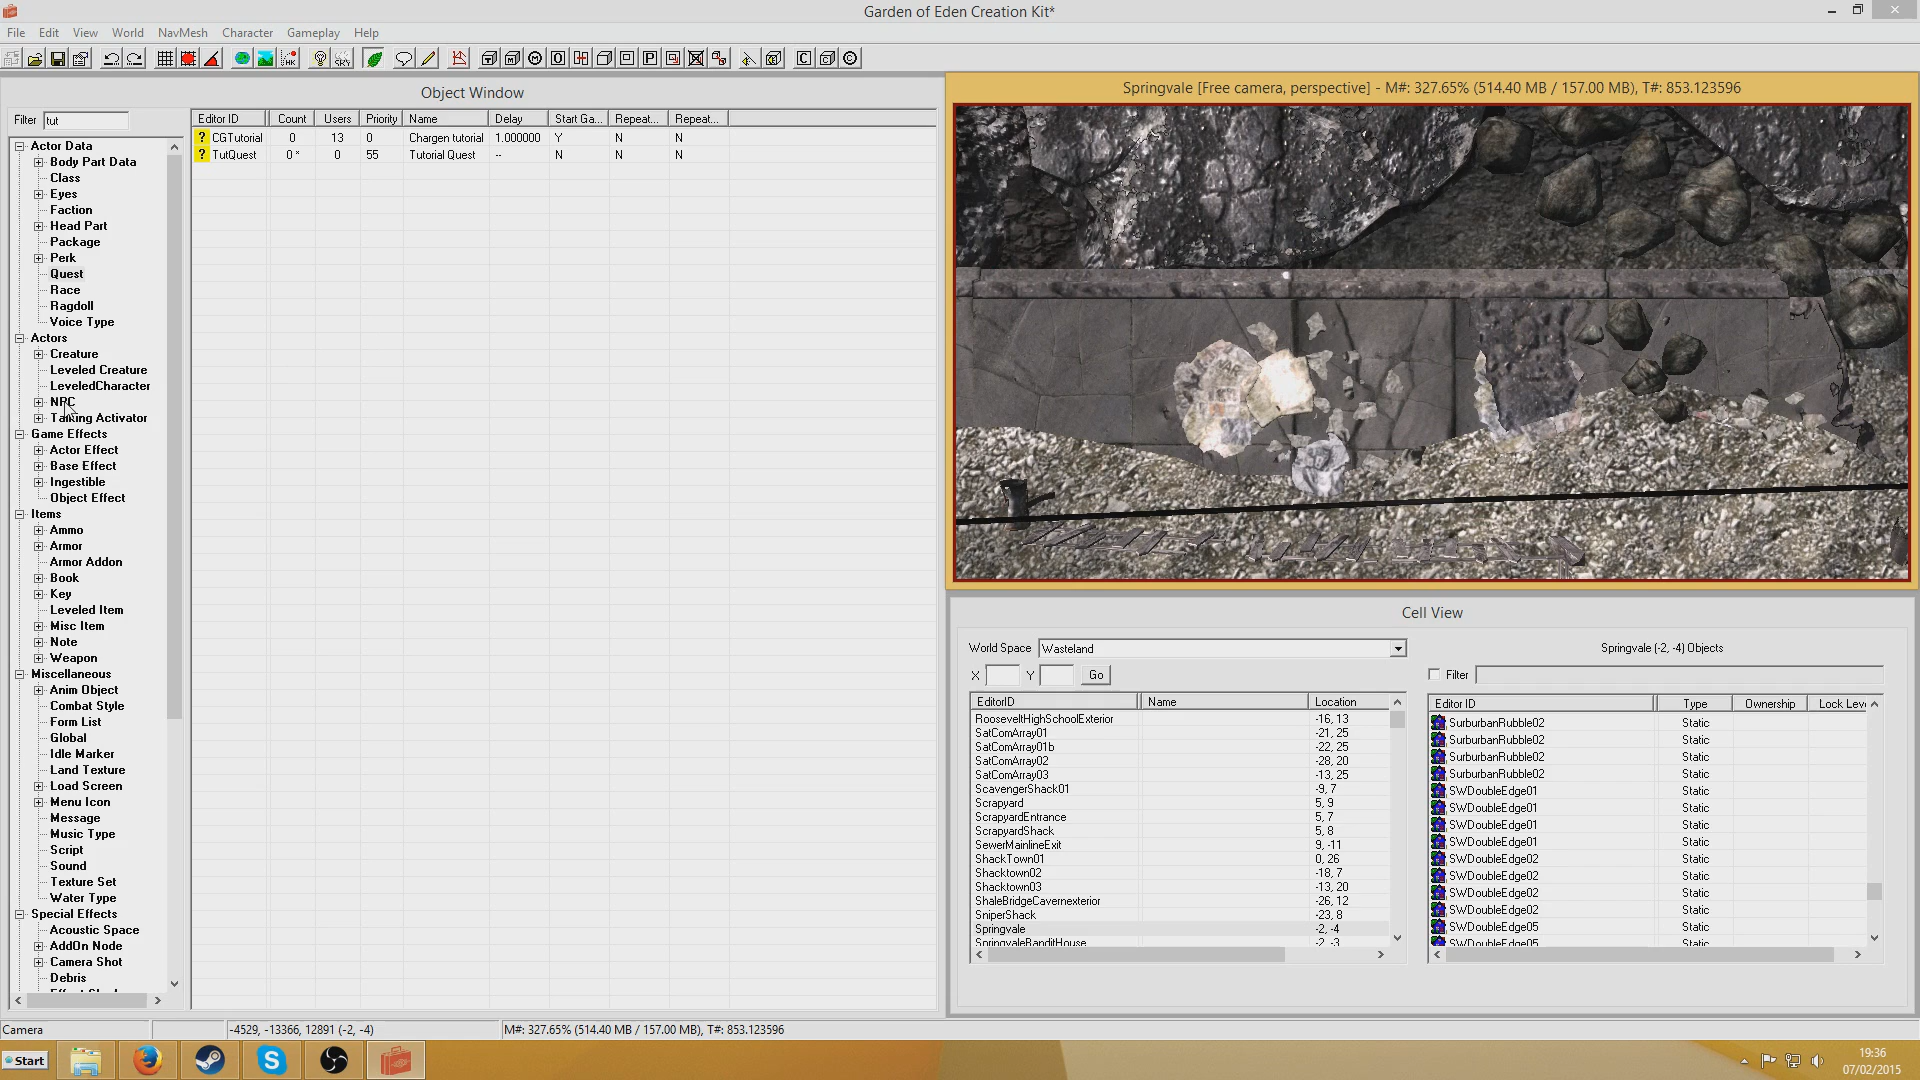 Garden of Eden Creation Kit*
File Edit View World NavMesh Character Gameplay Help
Object Window
Filter tut
Actor Data
Body Part Data
Class
Eyes
Faction
Head Part
Package
Perk
Quest
Race
Ragdoll
Voice Type
Actors
Creature
Leveled Creature
LeveledCharacter
NPC
Talking Activator
Game Effects
Actor Effect
Base Effect
Ingestible
Object Effect
Items
Ammo
Armor
Armor Addon
Book
Key
Leveled Item
Misc Item
Note
Weapon
Miscellaneous
Anim Object
Combat Style
Form List
Global
Idle Marker
Land Texture
Load Screen
Menu Icon
Message
Music Type
Script
Sound
Texture Set
Water Type
Special Effects
Acoustic Space
AddOn Node
Camera Shot
Debris
Editor ID Count Users Priority Name Delay Start Ga... Repeat... Repeat...
? CGTutorial 0 13 0 Chargen tutorial 1.000000 Y N N
? TutQuest 0 * 0 55 Tutorial Quest -- N N N
Springvale [Free camera, perspective] - M#: 327.65% (514.40 MB / 157.00 MB), T#: 853.123596
Cell View
World Space Wasteland
X Y Go
EditorID Name Location
RooseveltHighSchoolExterior -16, 13
SatComArray01 -21, 25
SatComArray01b -22, 25
SatComArray02 -28, 20
SatComArray03 -13, 25
ScavengerShack01 -9, 7
Scrapyard 5, 9
ScrapyardEntrance 5, 7
ScrapyardShack 5, 8
SewerMainlineExit 9, -11
ShackTown01 0, 26
Shacktown02 -18, 7
Shacktown03 -13, 20
ShaleBridgeCavernexterior -26, 12
SniperShack -23, 8
Springvale -2, -4
SpringvaleBanditHouse -2, -3
Springvale (-2, -4) Objects
Filter
Editor ID Type Ownership Lock Leve
SurburbanRubble02 Static
SurburbanRubble02 Static
SurburbanRubble02 Static
SurburbanRubble02 Static
SWDoubleEdge01 Static
SWDoubleEdge01 Static
SWDoubleEdge01 Static
SWDoubleEdge01 Static
SWDoubleEdge02 Static
SWDoubleEdge02 Static
SWDoubleEdge02 Static
SWDoubleEdge02 Static
SWDoubleEdge05 Static
SWDoubleEdge05 Static
Camera -4529, -13366, 12891 (-2, -4) M#: 327.65% (514.40 MB / 157.00 MB), T#: 853.123596
Start
19:36
07/02/2015